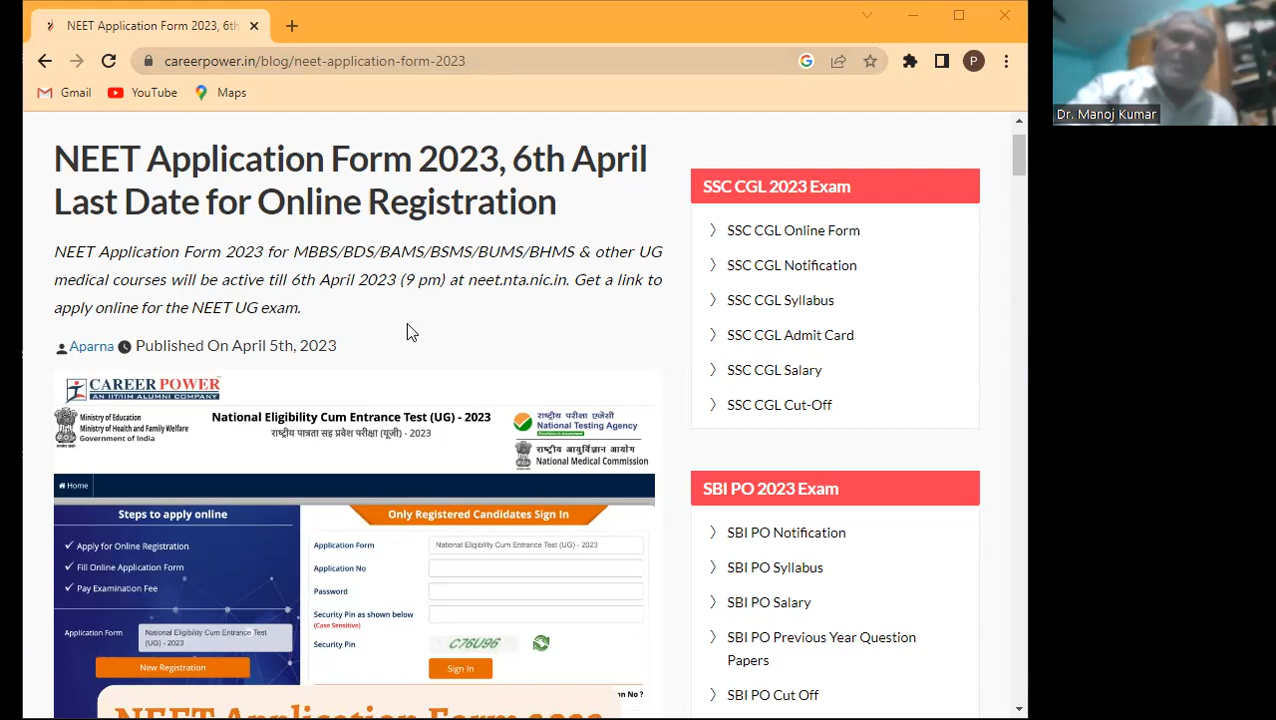 NEET Application Form 2023, 6th
careerpower.in/blog/neet-application-form-2023
P
Gmail
YouTube
Maps
Dr. Manoj Kumar
NEET Application Form 2023, 6th April
Last Date for Online Registration
NEET Application Form 2023 for MBBS/BDS/BAMS/BSMS/BUMS/BHMS & other UG
medical courses will be active till 6th April 2023 (9 pm) at neet.nta.nic.in. Get a link to
apply online for the NEET UG exam.
Aparna Published On April 5th, 2023
CAREER POWER
AN IIT/IIM ALUMNI COMPANY
Ministry of Education
Ministry of Health and Family Welfare
Government of India
National Eligibility Cum Entrance Test (UG) - 2023
राष्ट्रीय पात्रता सह प्रवेश परीक्षा (यूजी) - 2023
राष्ट्रीय परीक्षा एजेंसी
National Testing Agency
राष्ट्रीय आयुर्विज्ञान आयोग
National Medical Commission
Home
Steps to apply online
Apply for Online Registration
Fill Online Application Form
Pay Examination Fee
Application Form
National Eligibility Cum Entrance Test
(UG) - 2023
New Registration
Only Registered Candidates Sign In
Application Form
National Eligibility Cum Entrance Test (UG) - 2023
Application No
Password
Security Pin as shown below
(Case Sensitive)
Security Pin
C76U96
Sign In
No ?
NEET Application Form 2023
SSC CGL 2023 Exam
SSC CGL Online Form
SSC CGL Notification
SSC CGL Syllabus
SSC CGL Admit Card
SSC CGL Salary
SSC CGL Cut-Off
SBI PO 2023 Exam
SBI PO Notification
SBI PO Syllabus
SBI PO Salary
SBI PO Previous Year Question
Papers
SBI PO Cut Off